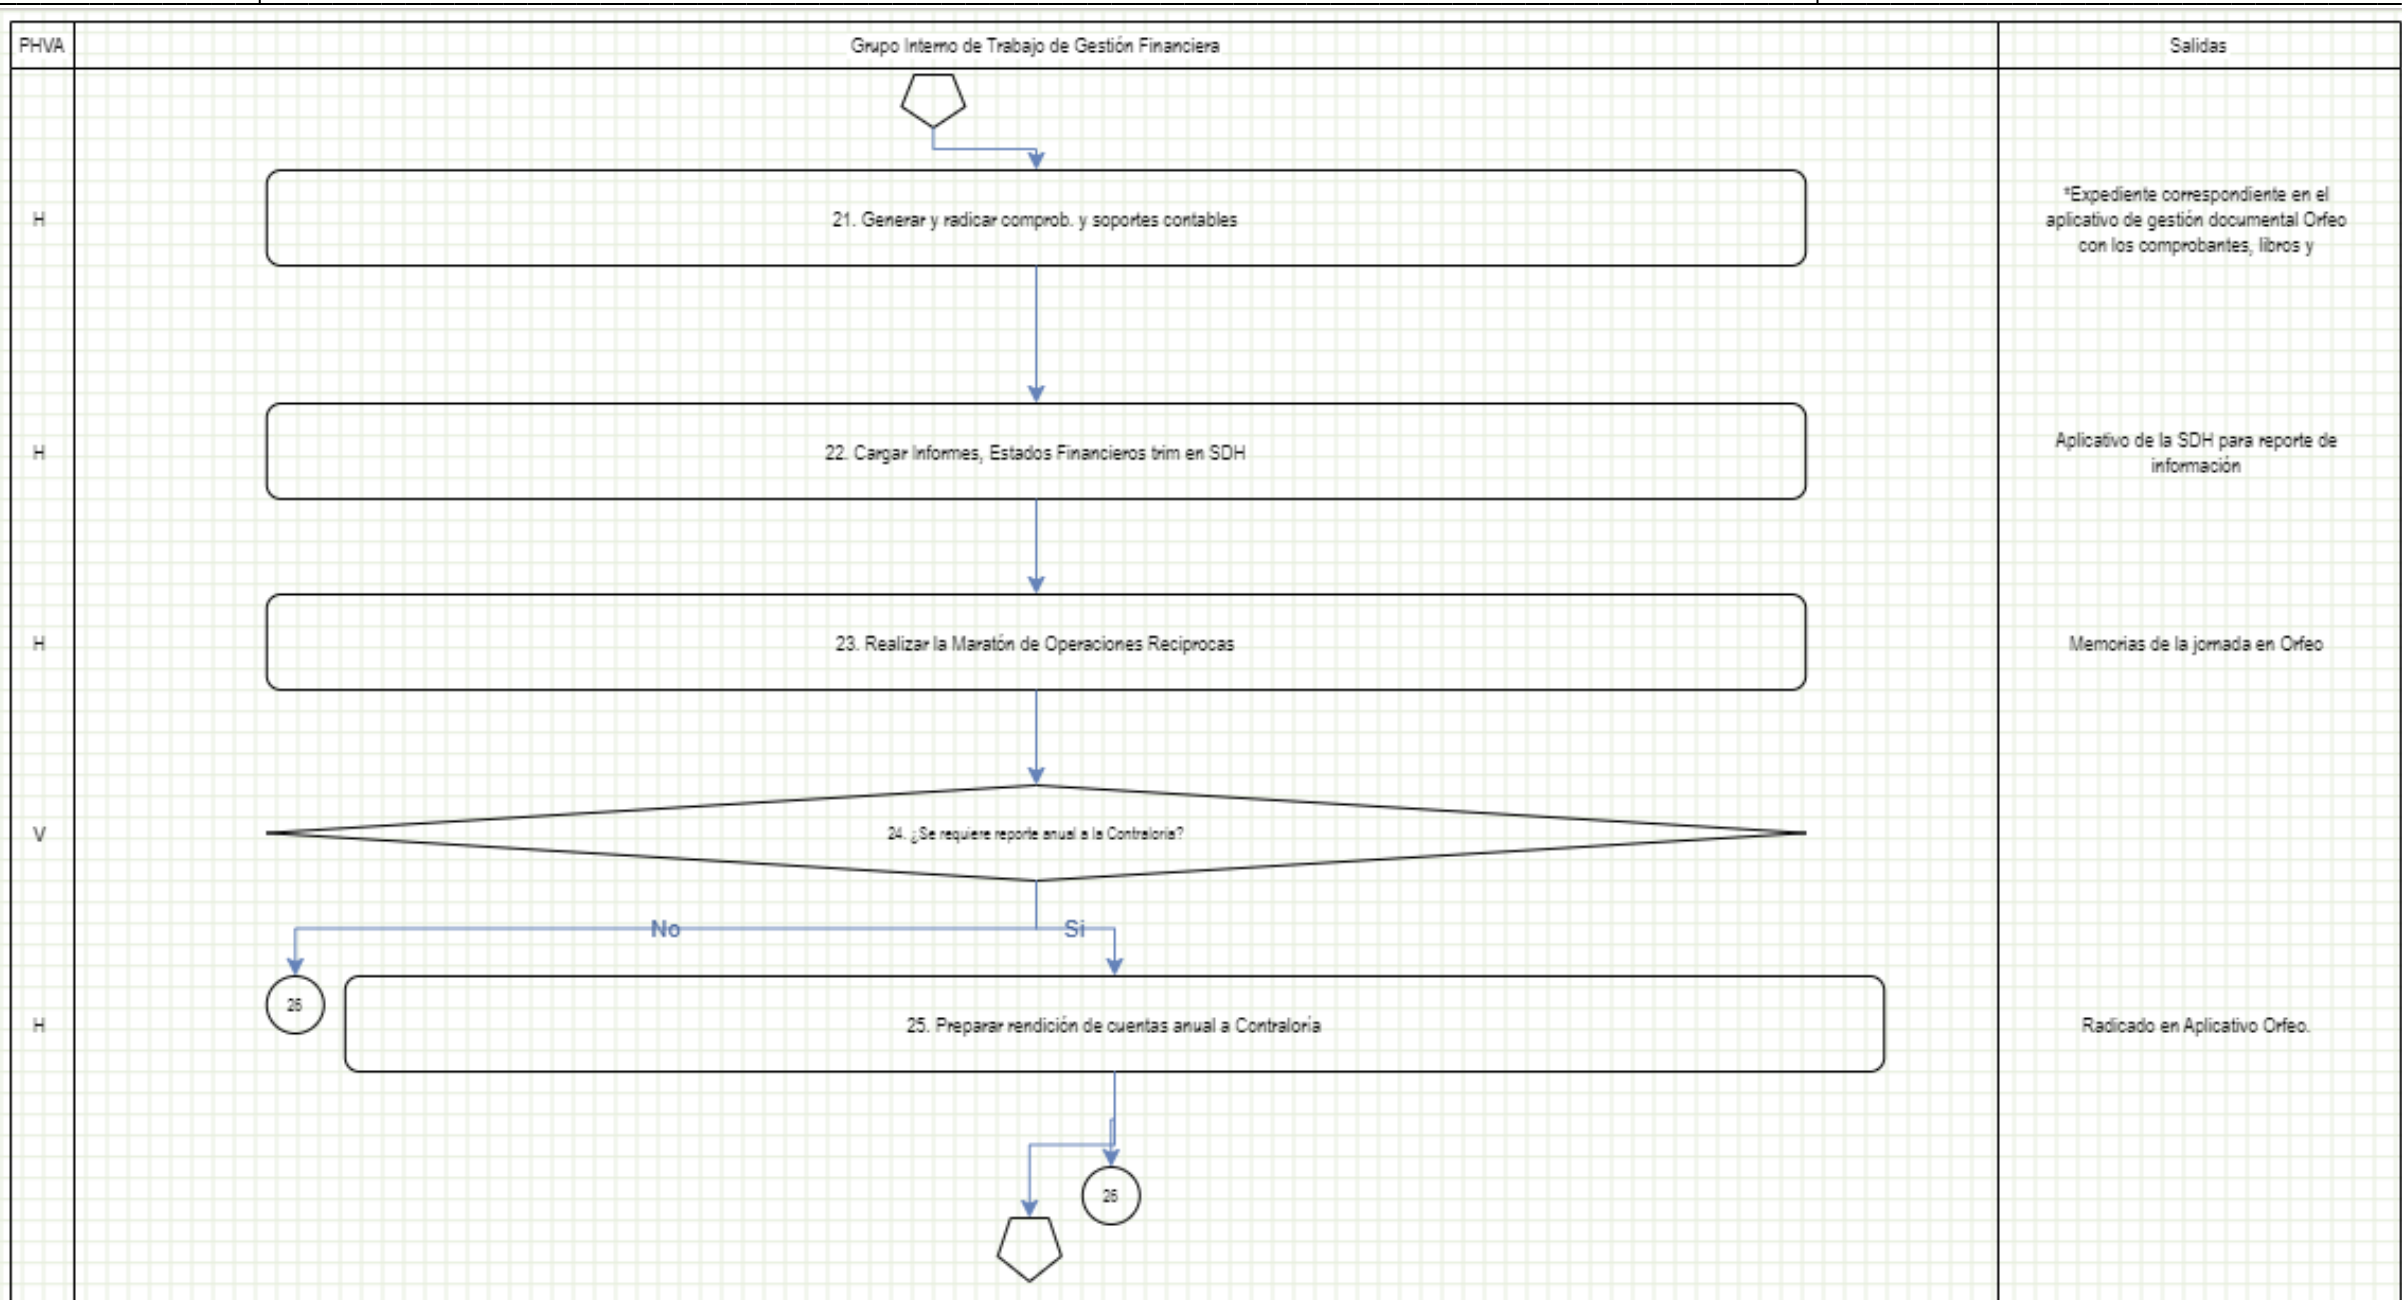 PHVA
Grupo Interno de Trabajo de Gestión Financiera
Salidas
H
21. Generar y radicar comprob. y soportes contables
*Expediente correspondiente en el
aplicativo de gestión documental Orfeo
con los comprobantes, libros y
H
22. Cargar Informes, Estados Financieros trim en SDH
Aplicativo de la SDH para reporte de
información
H
23. Realizar la Maratón de Operaciones Reciprocas
Memorias de la jornada en Orfeo
V
24. ¿Se requiere reporte anual a la Contraloría?
No
Si
26
H
25. Preparar rendición de cuentas anual a Contraloría
Radicado en Aplicativo Orfeo.
26